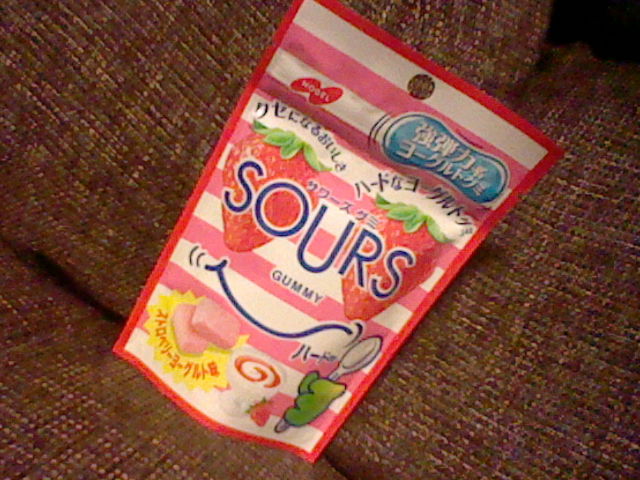 NOBEL
クセになるおいしさ
強弾力系
ヨーグルトグミ
ハードなヨーグルトグミ
サワーズグミ
SOURS
GUMMY
ストロベリーヨーグルト味
ハード